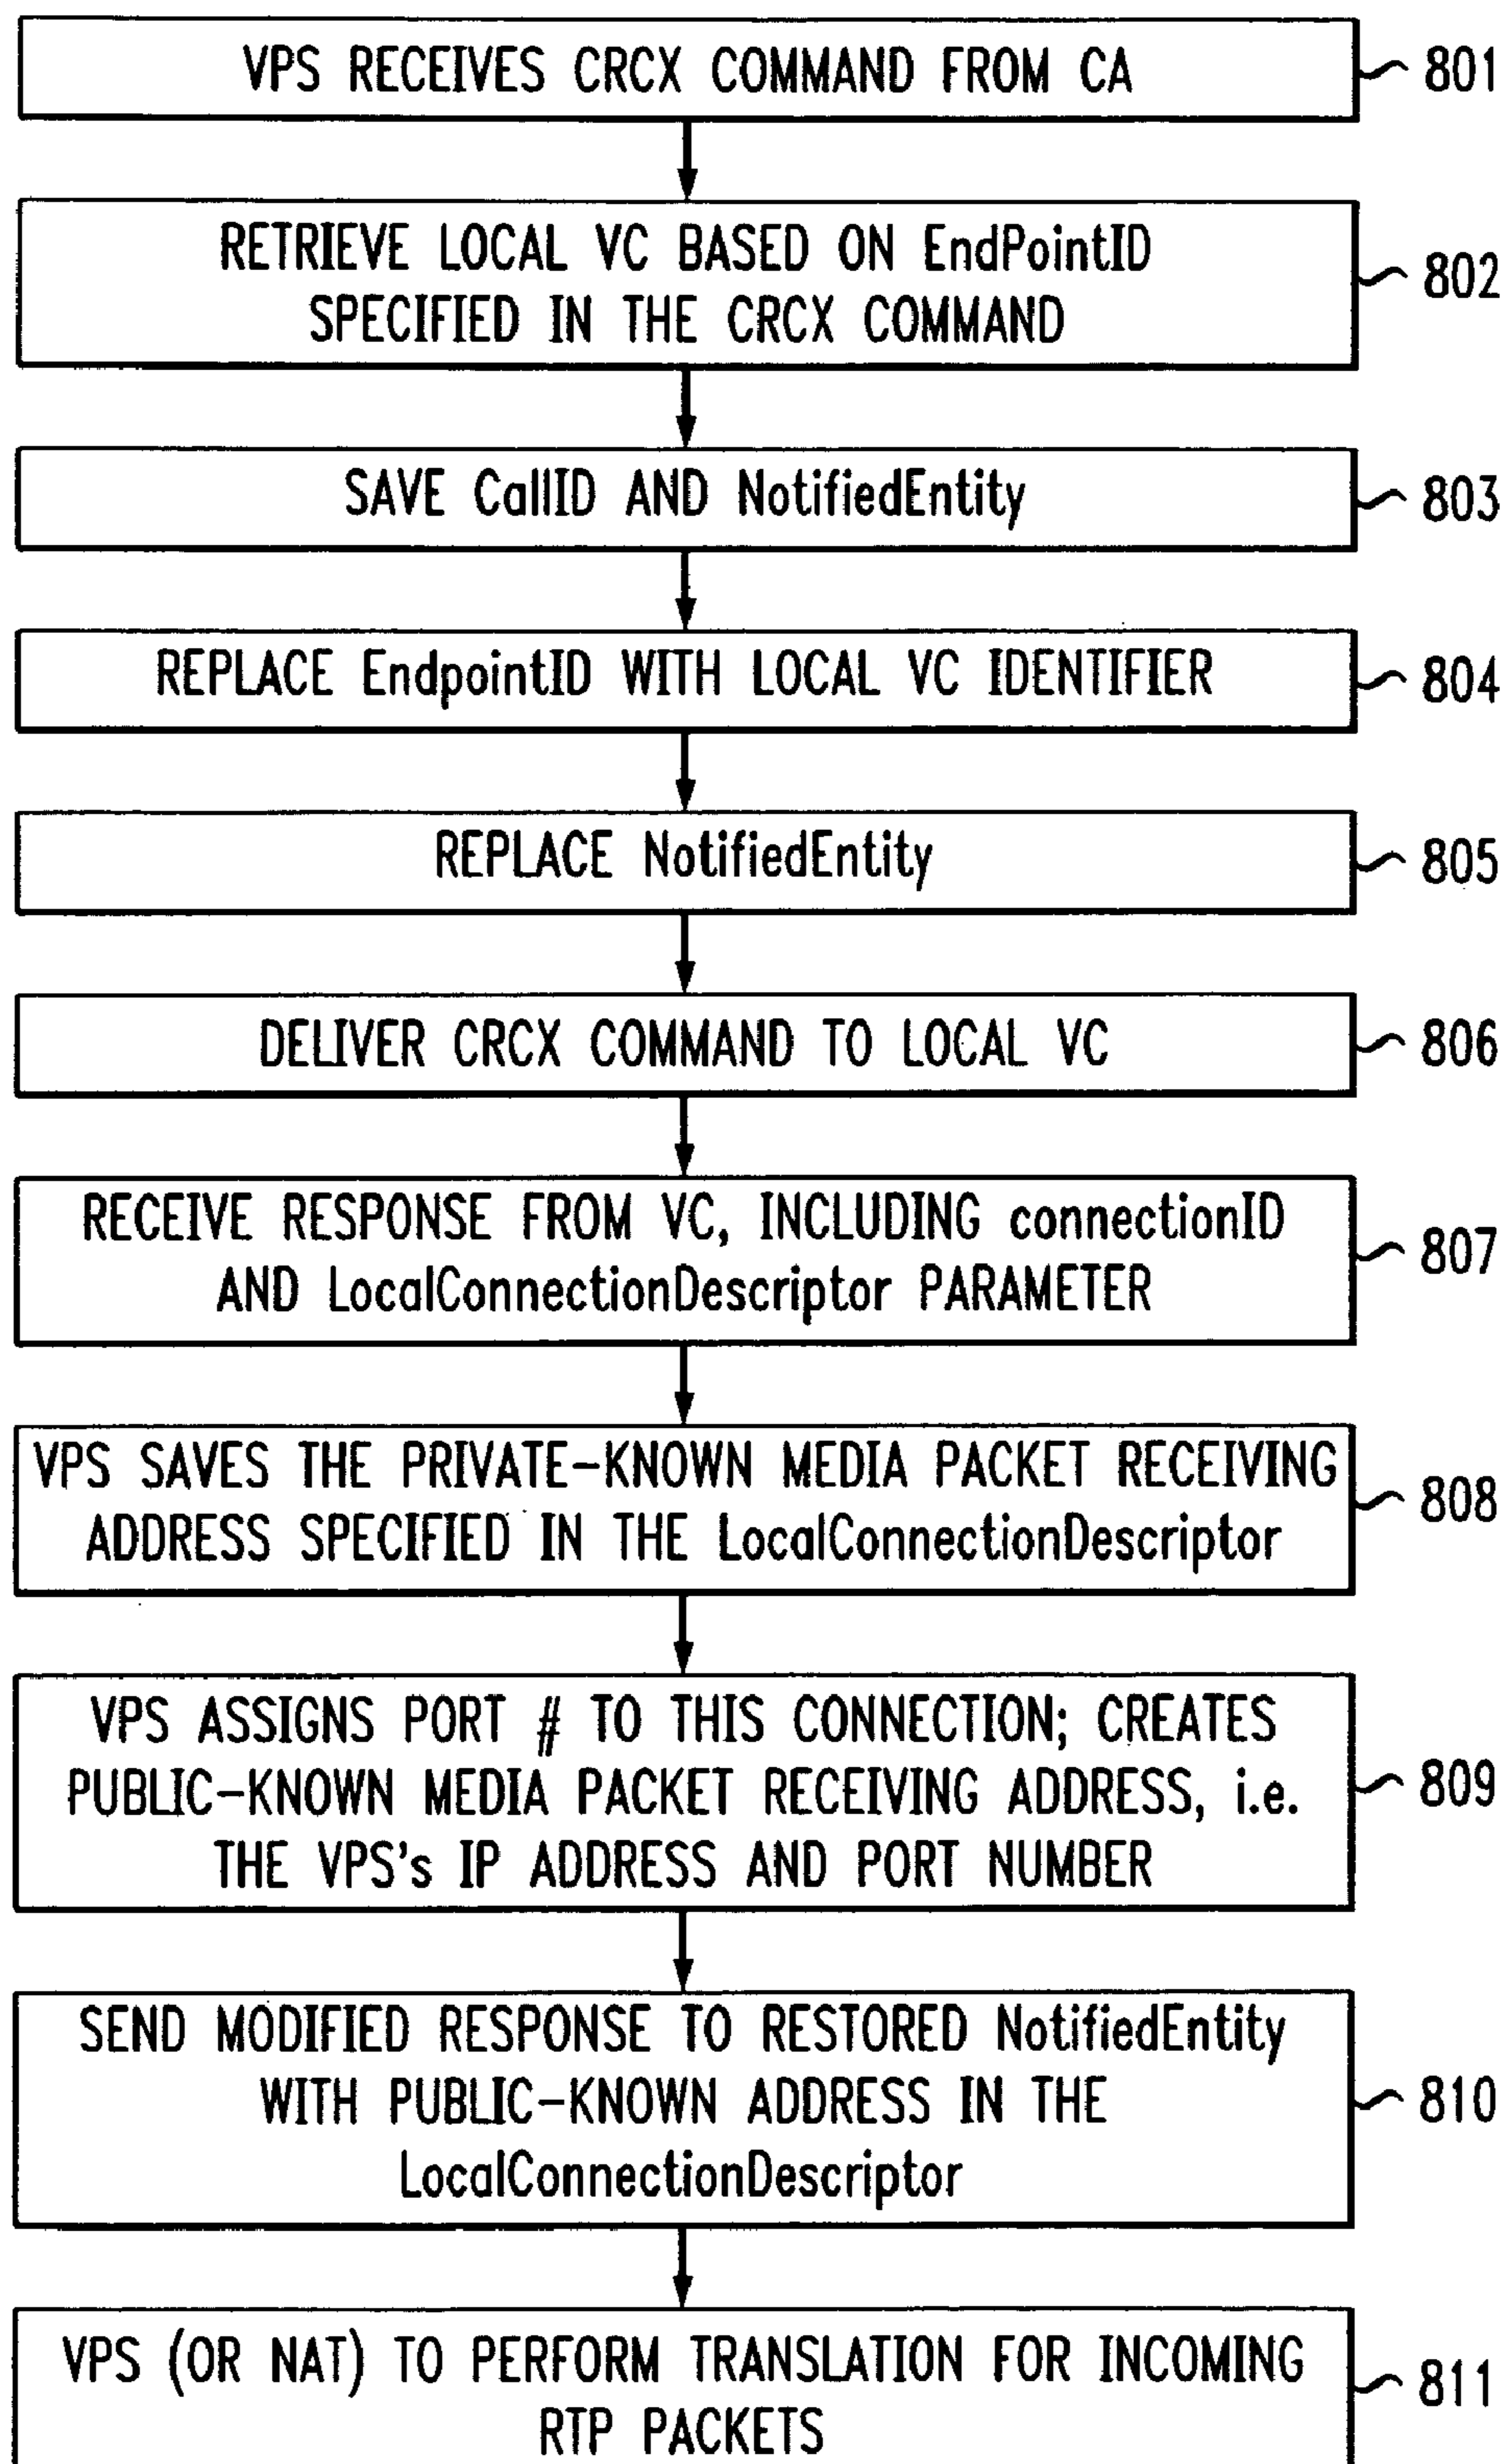 VPS RECEIVES CRCX COMMAND FROM CA
801
RETRIEVE LOCAL VC BASED ON EndPointID
SPECIFIED IN THE CRCX COMMAND
802
SAVE CallID AND NotifiedEntity
803
REPLACE EndpointID WITH LOCAL VC IDENTIFIER
804
REPLACE NotifiedEntity
805
DELIVER CRCX COMMAND TO LOCAL VC
806
RECEIVE RESPONSE FROM VC, INCLUDING connectionID
AND LocalConnectionDescriptor PARAMETER
807
VPS SAVES THE PRIVATE-KNOWN MEDIA PACKET RECEIVING
ADDRESS SPECIFIED IN THE LocalConnectionDescriptor
808
VPS ASSIGNS PORT # TO THIS CONNECTION; CREATES
PUBLIC-KNOWN MEDIA PACKET RECEIVING ADDRESS, i.e.
THE VPS's IP ADDRESS AND PORT NUMBER
809
SEND MODIFIED RESPONSE TO RESTORED NotifiedEntity
WITH PUBLIC-KNOWN ADDRESS IN THE
LocalConnectionDescriptor
810
VPS (OR NAT) TO PERFORM TRANSLATION FOR INCOMING
RTP PACKETS
811